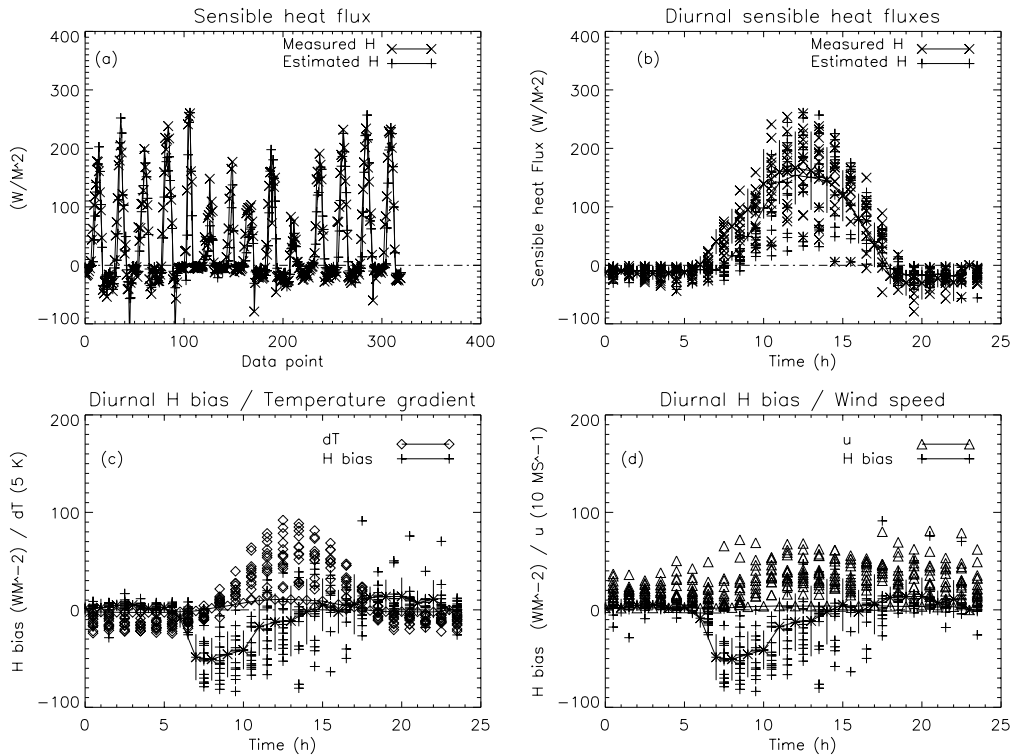 Sensible heat flux
400
300
200
100
0
−100
0
100
200
300
400
(W/M^2)
Data point
(a)
Measured H
Estimated H
Diurnal sensible heat fluxes
400
300
200
100
0
−100
0
5
10
15
20
25
Sensible heat Flux (W/M^2)
Time (h)
(b)
Measured H
Estimated H
Diurnal H bias / Temperature gradient
200
100
0
−100
0
5
10
15
20
25
H bias (WM^−2) / dT (5 K)
Time (h)
(c)
dT
H bias
Diurnal H bias / Wind speed
200
100
0
−100
0
5
10
15
20
25
H bias (WM^−2) / u (10 MS^−1)
Time (h)
(d)
u
H bias